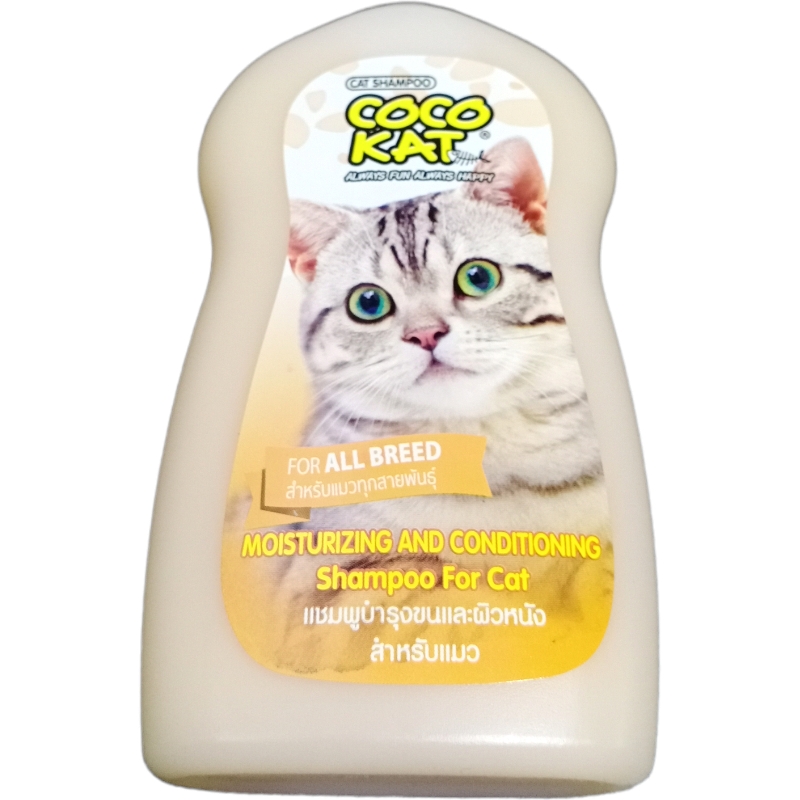 CAT SHAMPOO
COCO
KAT®
ALWAYS FUN ALWAYS HAPPY
FOR ALL BREED
สำหรับแมวทุกสายพันธุ์
MOISTURIZING AND CONDITIONING
Shampoo For Cat
แชมพูบำรุงขนและผิวหนัง
สำหรับแมว